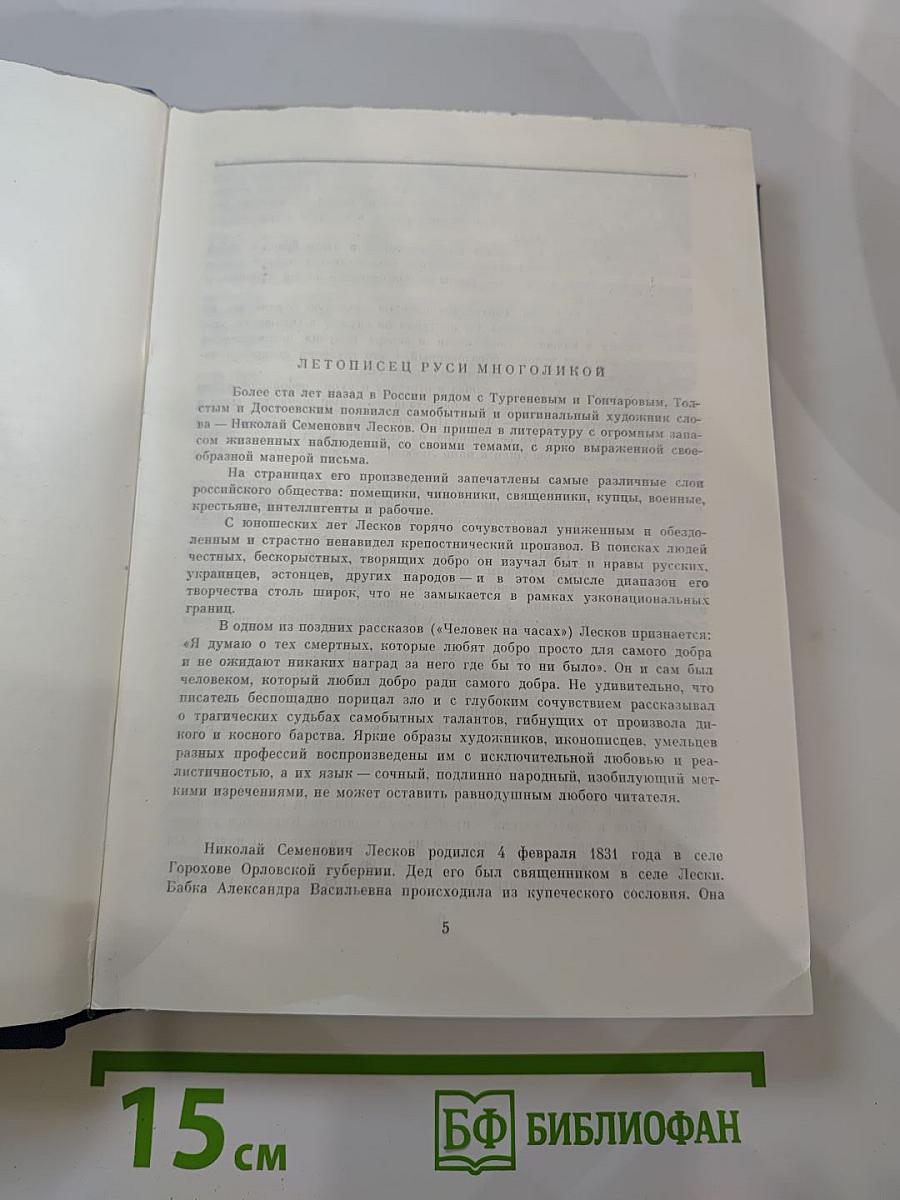 ЛЕТОПИСЕЦ РУСИ МНОГОЛИКОЙ
Более ста лет назад в России рядом с Тургеневым и Гончаровым, Тол-
стым и Достоевским появился самобытный и оригинальный художник сло-
ва — Николай Семенович Лесков. Он пришел в литературу с огромным запа-
сом жизненных наблюдений, со своими темами, с ярко выраженной свое-
образной манерой письма.
На страницах его произведений запечатлены самые различные слои
российского общества: помещики, чиновники, священники, купцы, военные,
крестьяне, интеллигенты и рабочие.
С юношеских лет Лесков горячо сочувствовал униженным и обездо-
ленным и страстно ненавидел крепостнический произвол. В поисках людей
честных, бескорыстных, творящих добро он изучал быт и нравы русских,
украинцев, эстонцев, других народов — и в этом смысле диапазон его
творчества столь широк, что не замыкается в рамках узконациональных
границ.
В одном из поздних рассказов («Человек на часах») Лесков признается:
«Я думаю о тех смертных, которые любят добро просто для самого добра
и не ожидают никаких наград за него где бы то ни было». Он и сам был
человеком, который любил добро ради самого добра. Не удивительно, что
писатель беспощадно порицал зло и с глубоким сочувствием рассказывал
о трагических судьбах самобытных талантов, гибнущих от произвола ди-
кого и косного барства. Яркие образы художников, иконописцев, умельцев
разных профессий воспроизведены им с исключительной любовью и реа-
листичностью, а их язык — сочный, подлинно народный, изобилующий мет-
кими изречениями, не может оставить равнодушным любого читателя.
Николай Семенович Лесков родился 4 февраля 1831 года в селе
Горохове Орловской губернии. Дед его был священником в селе Лески.
Бабка Александра Васильевна происходила из купеческого сословия. Она
5
15 см
БФ БИБЛИОФАН